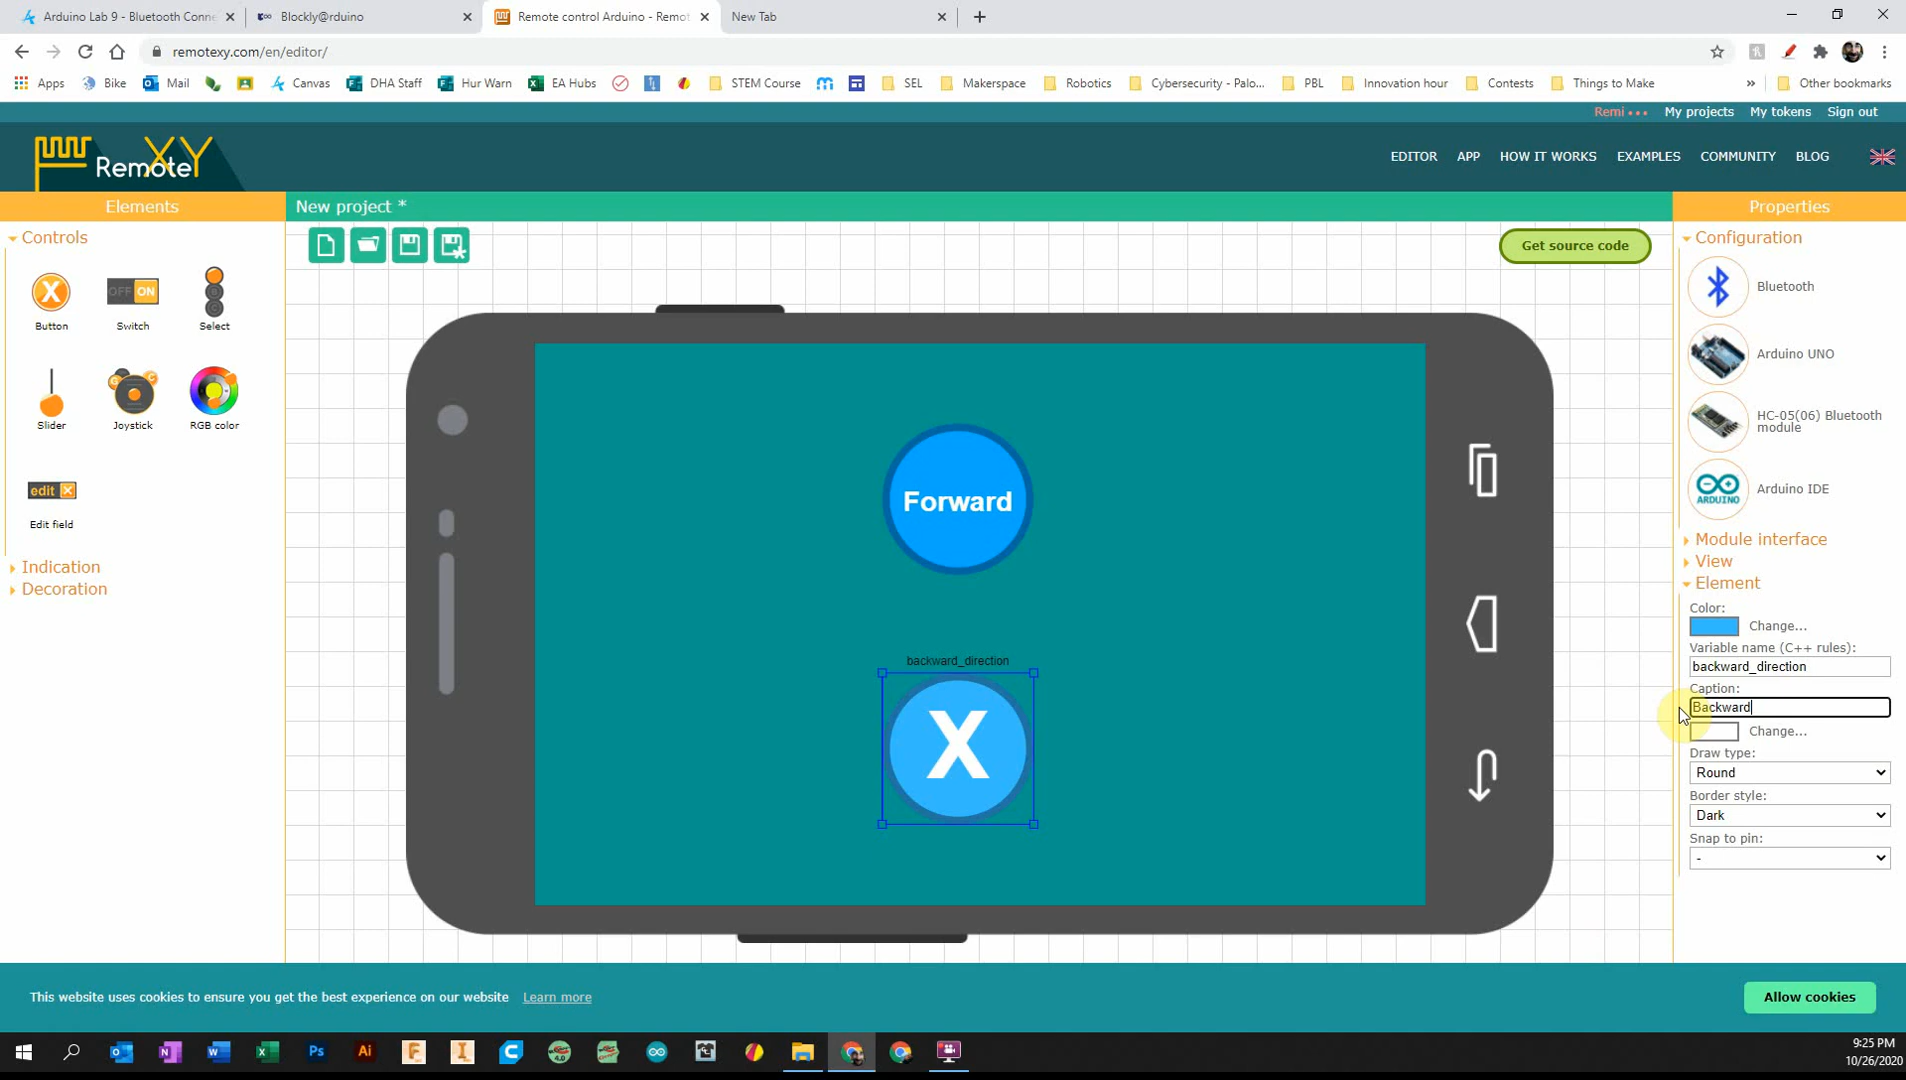 Arduino Lab 9 - Bluetooth Conne
Blockly@rduino
Remote control Arduino - Remot
New Tab
remotexy.com/en/editor/
Apps
Bike
Mail
Canvas
DHA Staff
Hur Warn
EA Hubs
STEM Course
SEL
Makerspace
Robotics
Cybersecurity - Palo...
PBL
Innovation hour
Contests
Things to Make
»
Other bookmarks
Remi •••
My projects
My tokens
Sign out
Remote XY
EDITOR
APP
HOW IT WORKS
EXAMPLES
COMMUNITY
BLOG
Elements
New project *
Properties
Controls
X
Button
OFF ON
Switch
Select
Slider
G C
Joystick
RGB color
edit X
Edit field
Indication
Decoration
Get source code
Forward
backward_direction
X
Configuration
Bluetooth
Arduino UNO
HC-05(06) Bluetooth
module
ARDUINO
Arduino IDE
Module interface
View
Element
Color:
Change...
Variable name (C++ rules):
backward_direction
Caption:
Backward
Change...
Draw type:
Round
Border style:
Dark
Snap to pin:
-
This website uses cookies to ensure you get the best experience on our website
Learn more
Allow cookies
Ps
Ai
9:25 PM
10/26/2020